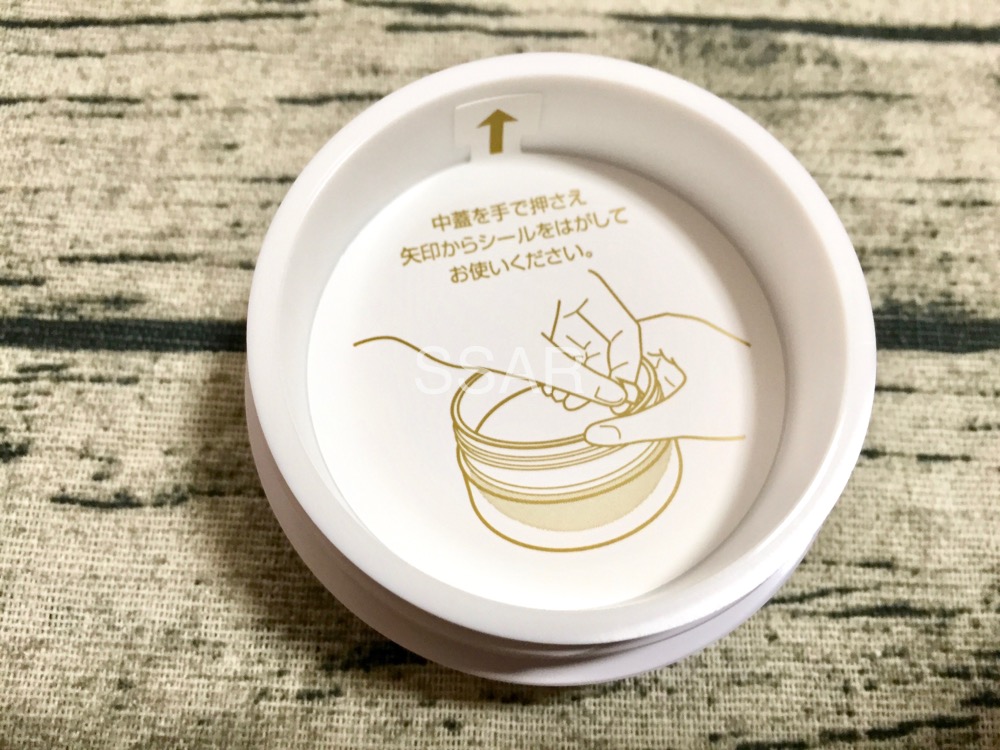 中蓋を手で押さえ
矢印からシールをはがして
お使いください。
SSAR